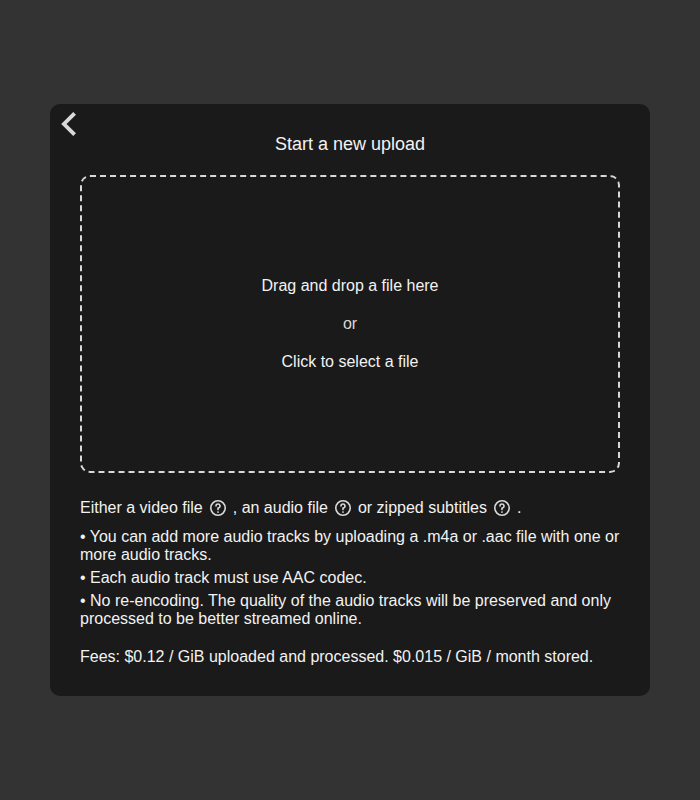 Start a new upload
Drag and drop a file here
or
Click to select a file
Either a video file ? , an audio file ? or zipped subtitles ? .
• You can add more audio tracks by uploading a .m4a or .aac file with one or
more audio tracks.
• Each audio track must use AAC codec.
• No re-encoding. The quality of the audio tracks will be preserved and only
processed to be better streamed online.
Fees: $0.12 / GiB uploaded and processed. $0.015 / GiB / month stored.